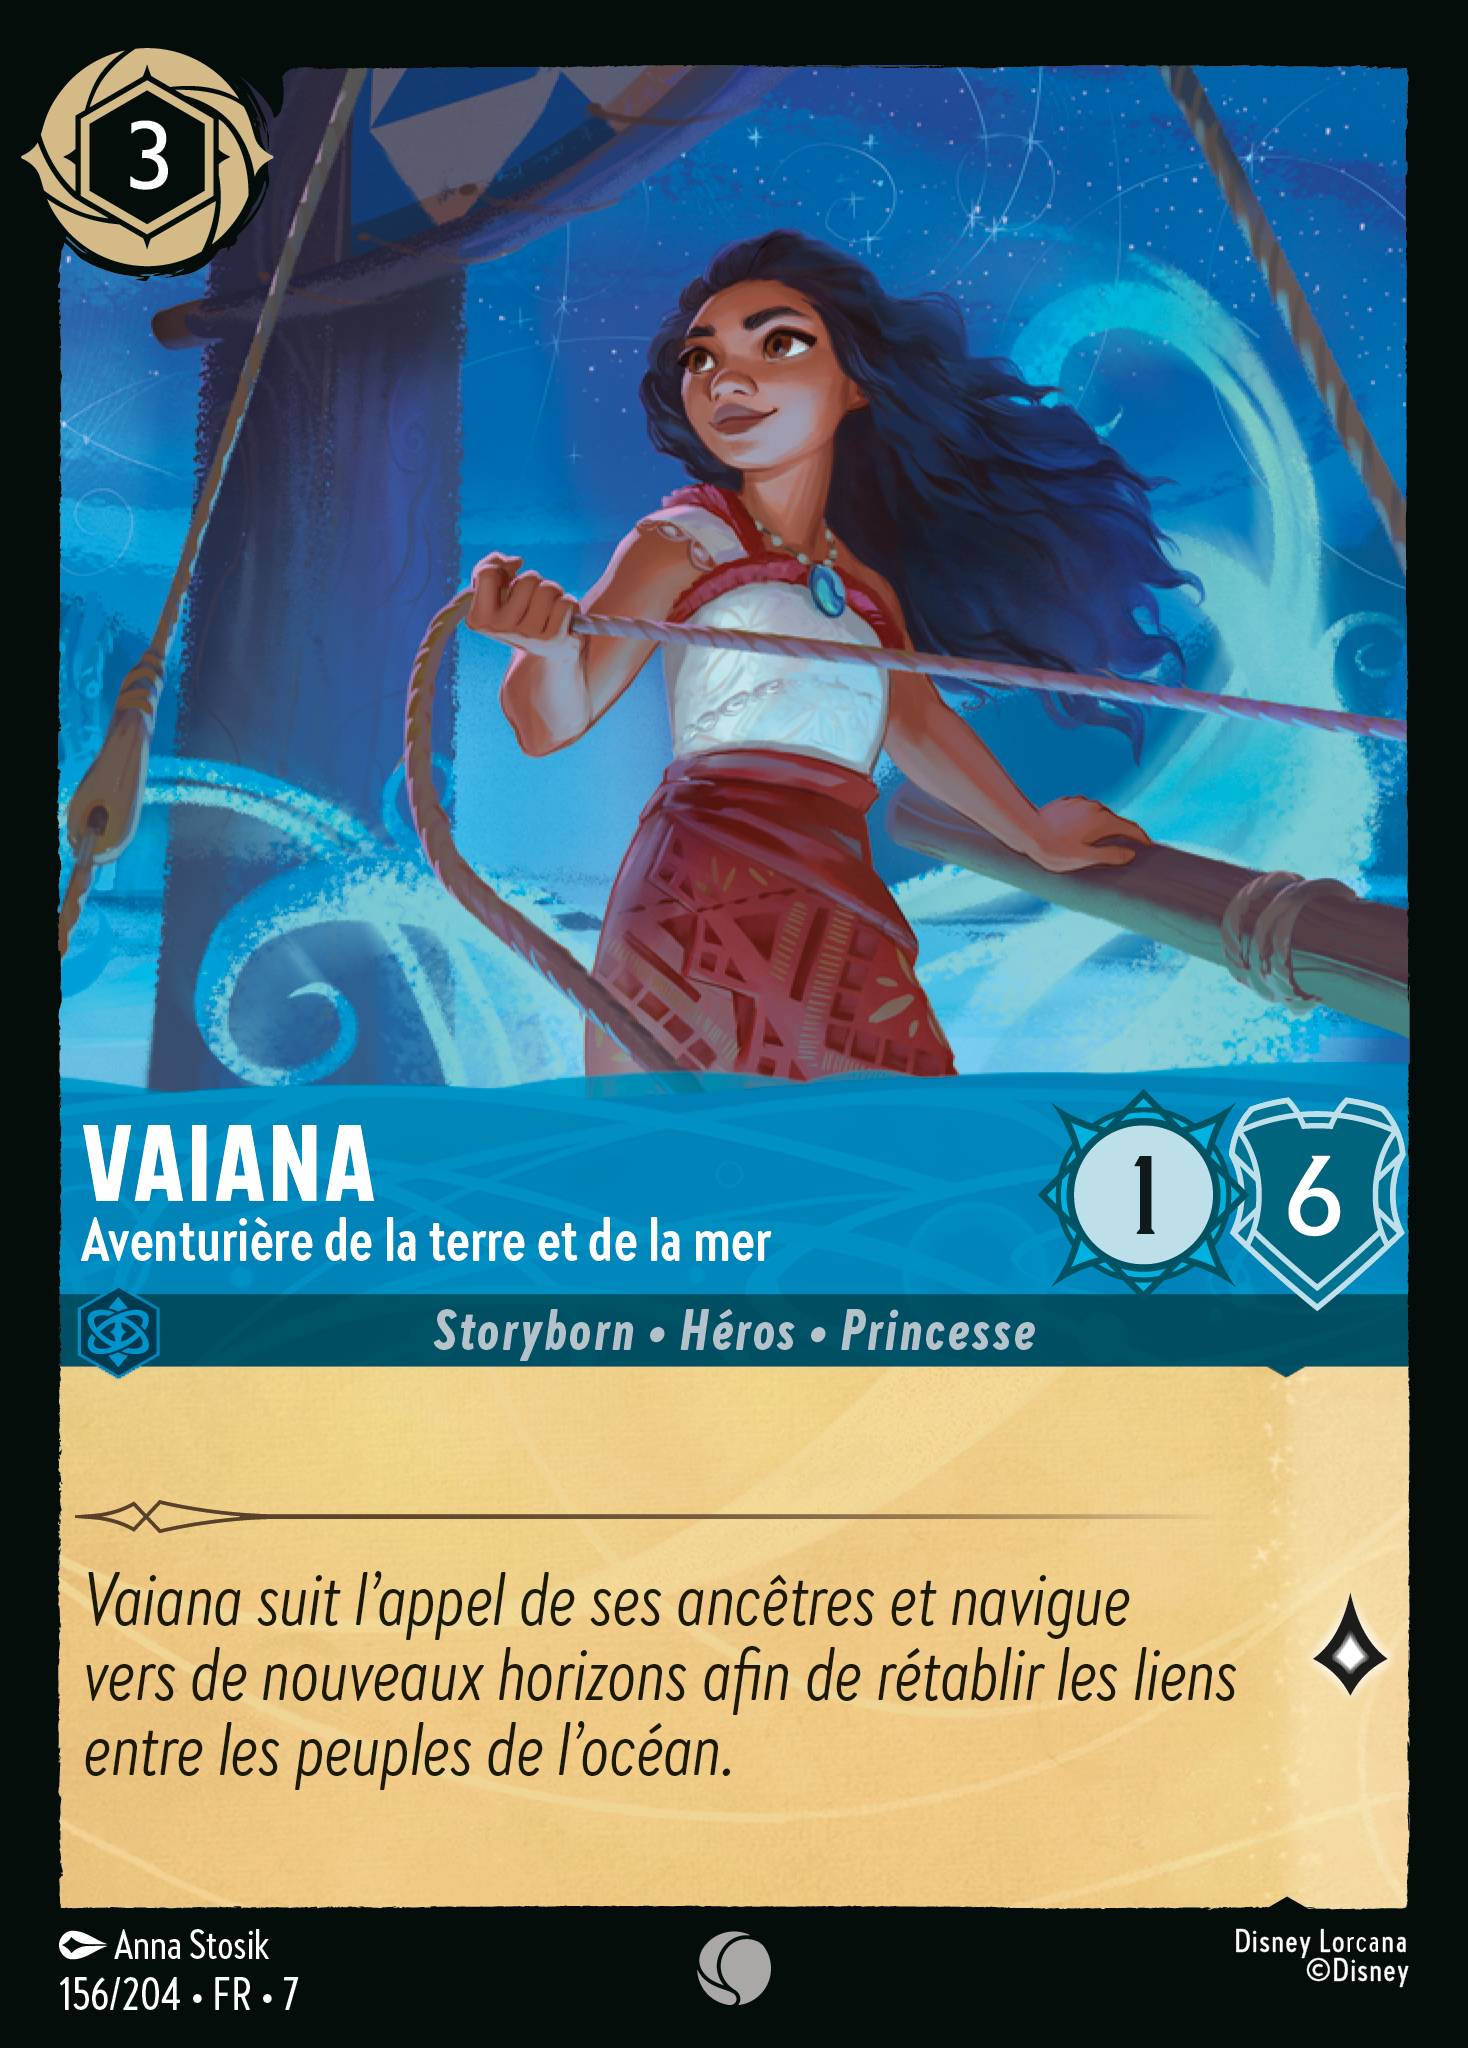 3
VAIANA
Aventurière de la terre et de la mer
1
6
Storyborn • Héros • Princesse
Vaiana suit l’appel de ses ancêtres et navigue
vers de nouveaux horizons afin de rétablir les liens
entre les peuples de l’océan.
Anna Stosik
156/204 • FR • 7
Disney Lorcana
©Disney